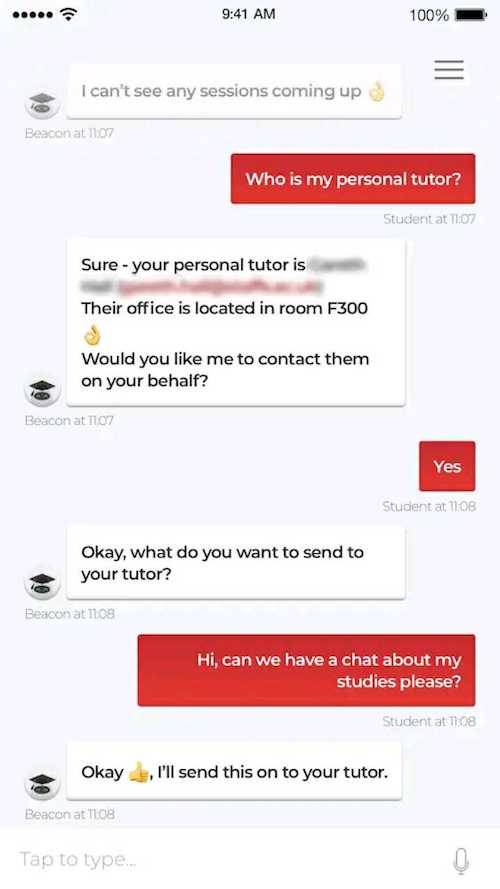 9:41 AM
100%
I can't see any sessions coming up 👌
Beacon at 11:07
Who is my personal tutor?
Student at 11:07
Sure - your personal tutor is
Their office is located in room F300
👌
Would you like me to contact them
on your behalf?
Beacon at 11:07
Yes
Student at 11:08
Okay, what do you want to send to
your tutor?
Beacon at 11:08
Hi, can we have a chat about my
studies please?
Student at 11:08
Okay 👍, I'll send this on to your tutor.
Beacon at 11:08
Tap to type...